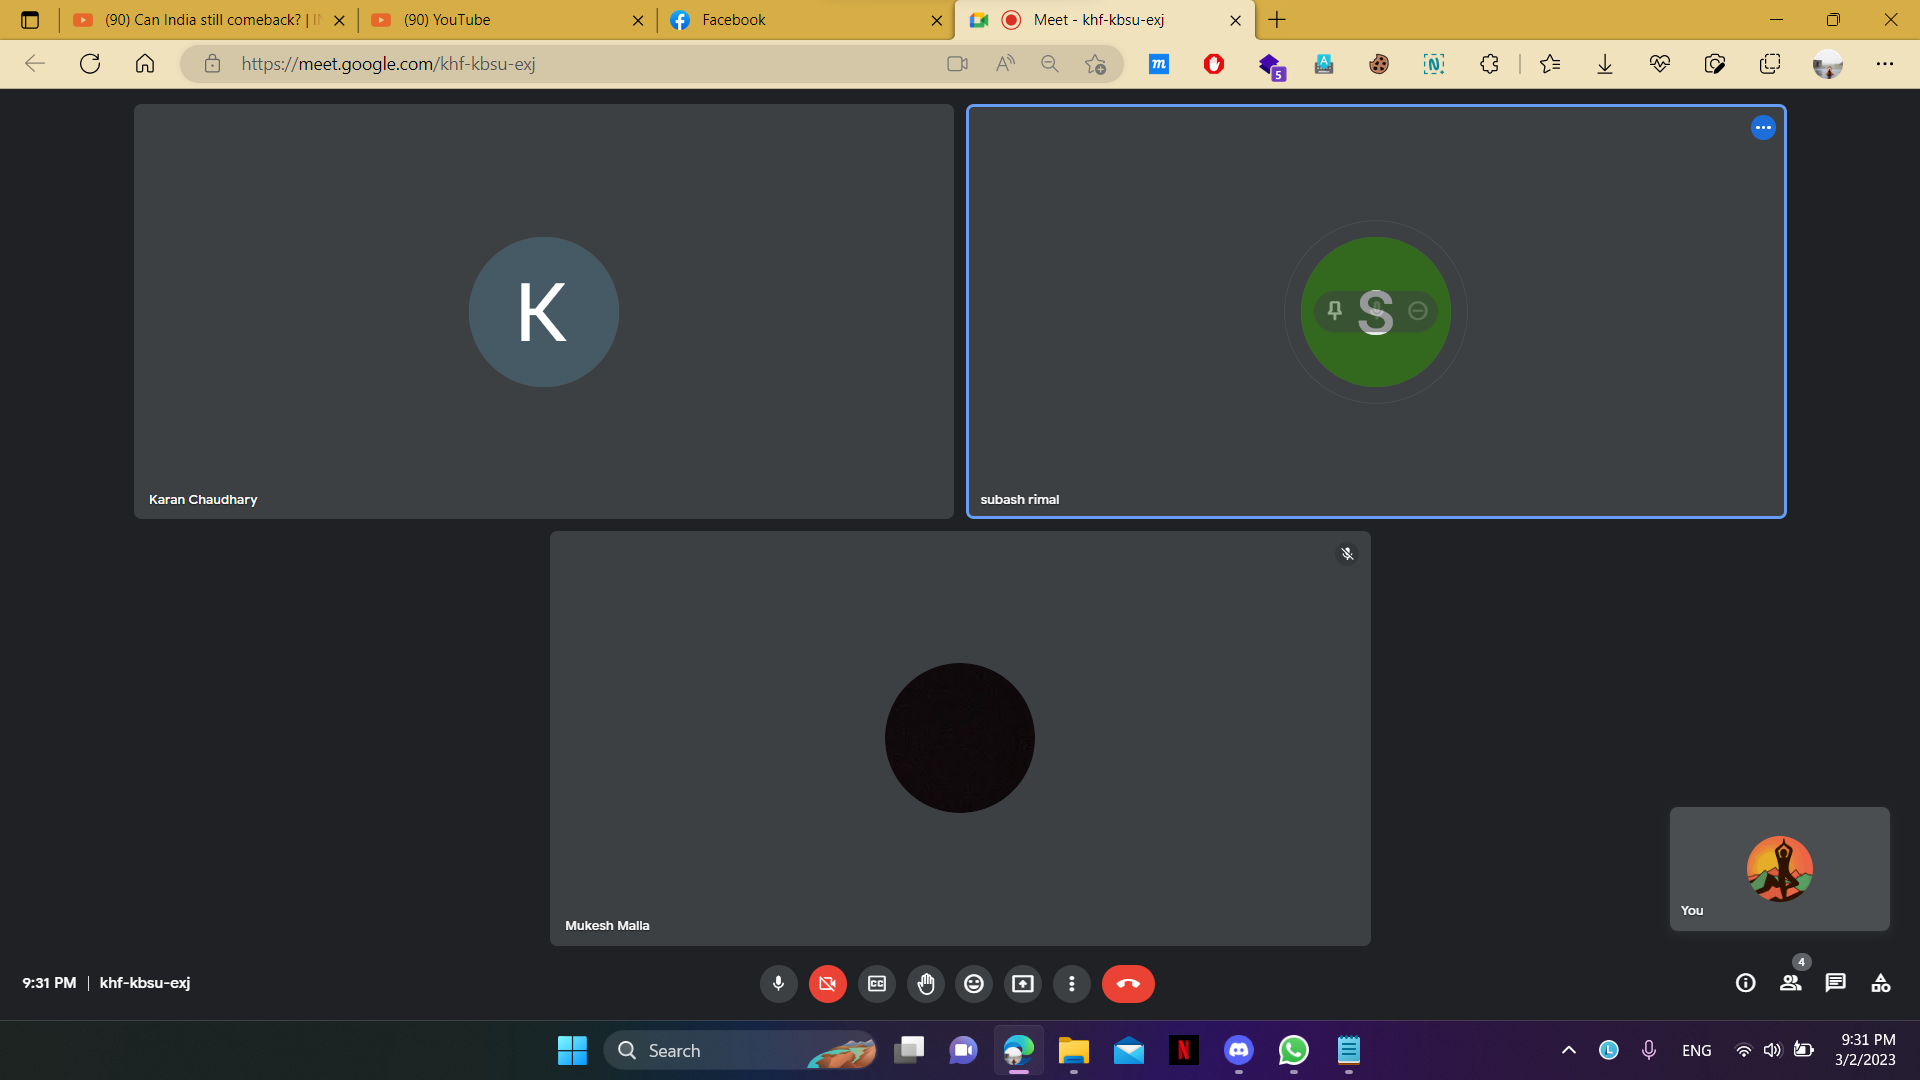 (90) Can India still comeback? | I
(90) YouTube
Facebook
Meet - khf-kbsu-exj
https://meet.google.com/khf-kbsu-exj
m
5
A
N
K
S
Karan Chaudhary
subash rimal
Mukesh Malla
You
9:31 PM | khf-kbsu-exj
CC
4
Search
N
L
ENG
9:31 PM
3/2/2023